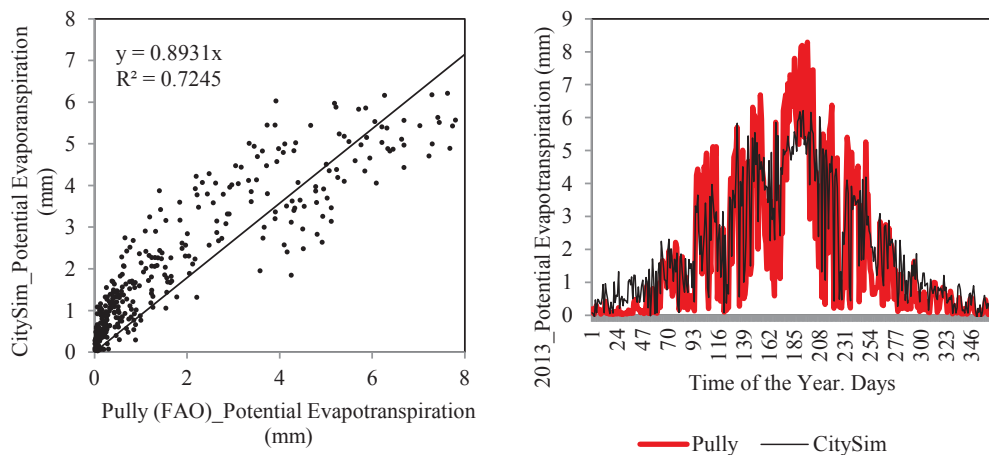 8
7
6
5
4
3
2
1
0
y = 0.8931x
R² = 0.7245
0 2 4 6 8
CitySim_Potential Evaporation
(mm)
Pully (FAO)_Potential Evapotranspiration
(mm)
9
8
7
6
5
4
3
2
1
0
2013_Potential Evapotranspiration (mm)
1 24 47 70 93 116 139 162 185 208 231 254 277 300 323 346
Time of the Year. Days
Pully CitySim